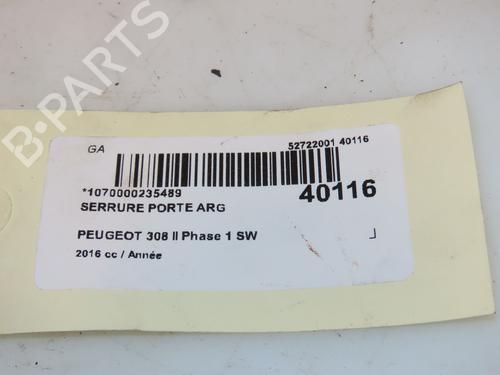 B-PARTS
GA
52722001 40116
*1070000235489
40116
SERRURE PORTE ARG
PEUGEOT 308 II Phase 1 SW
2016 cc / Année